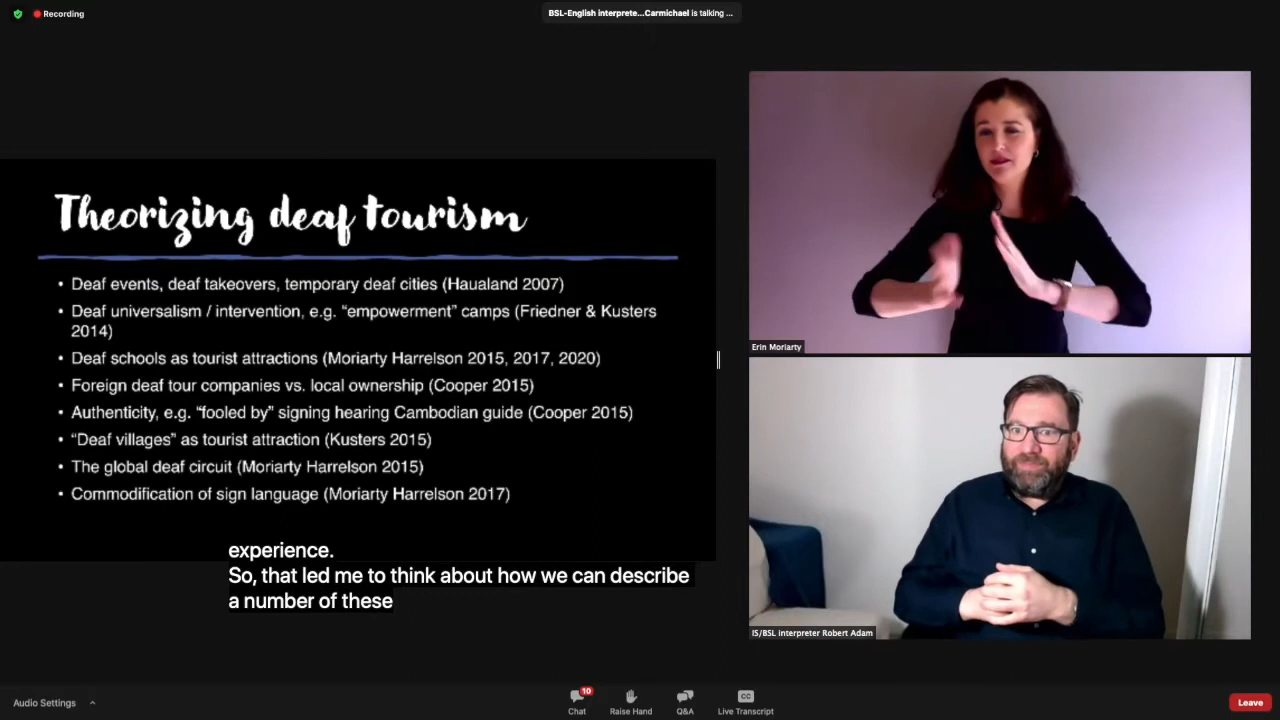 Recording
BSL-English interprete...Carmichael is talking ...
Theorizing deaf tourism
• Deaf events, deaf takeovers, temporary deaf cities (Haualand 2007)
• Deaf universalism / intervention, e.g. “empowerment” camps (Friedner & Kusters
2014)
• Deaf schools as tourist attractions (Moriarty Harrelson 2015, 2017, 2020)
• Foreign deaf tour companies vs. local ownership (Cooper 2015)
• Authenticity, e.g. “fooled by” signing hearing Cambodian guide (Cooper 2015)
• “Deaf villages” as tourist attraction (Kusters 2015)
• The global deaf circuit (Moriarty Harrelson 2015)
• Commodification of sign language (Moriarty Harrelson 2017)
experience.
So, that led me to think about how we can describe
a number of these
Erin Moriarty
IS/BSL interpreter Robert Adam
Audio Settings
10
Chat
Raise Hand
Q&A
CC
Live Transcript
Leave